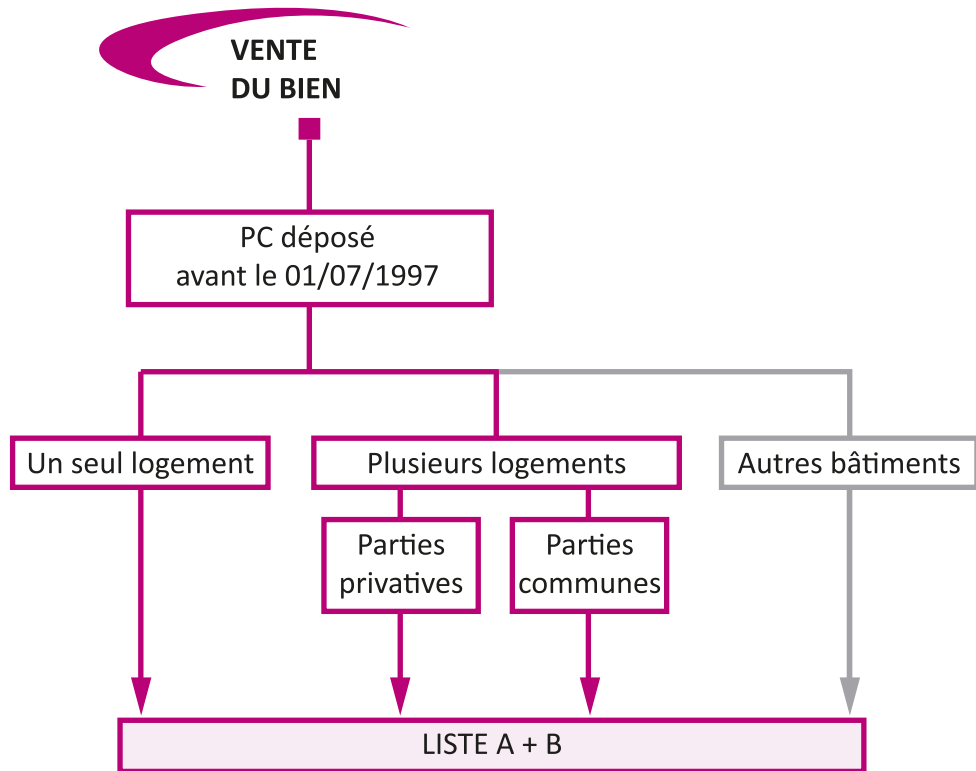 VENTE
DU BIEN
PC déposé
avant le 01/07/1997
Un seul logement
Plusieurs logements
Autres bâtiments
Parties
privatives
Parties
communes
LISTE A + B